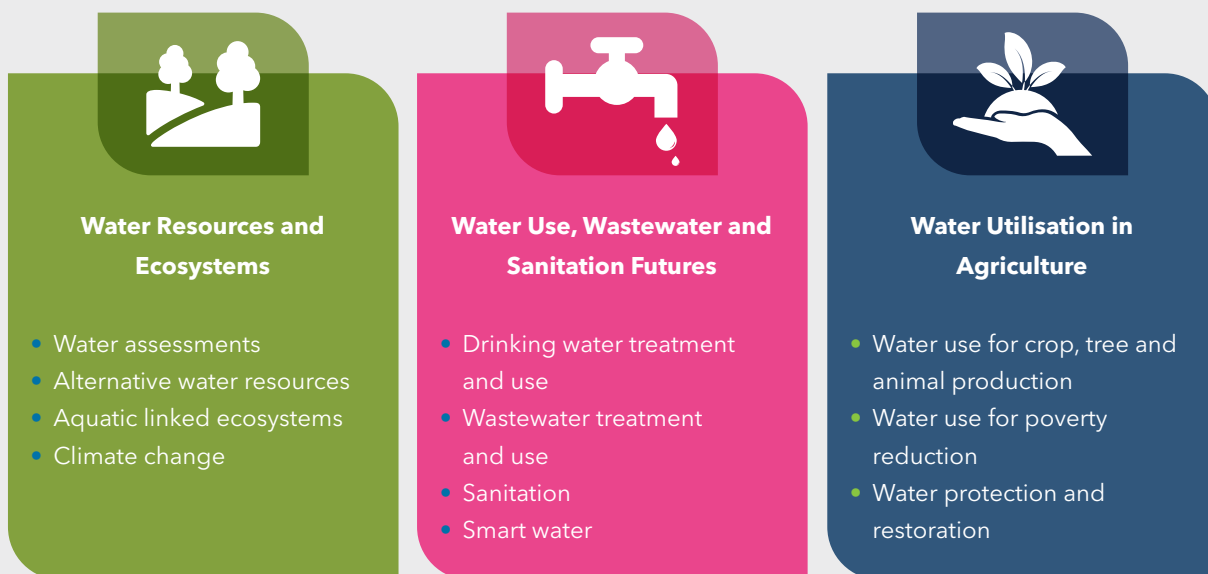 Water Resources and
Ecosystems
• Water assessments
• Alternative water resources
• Aquatic linked ecosystems
• Climate change
Water Use, Wastewater and
Sanitation Futures
• Drinking water treatment
and use
• Wastewater treatment
and use
• Sanitation
• Smart water
Water Utilisation in
Agriculture
• Water use for crop, tree and
animal production
• Water use for poverty
reduction
• Water protection and
restoration